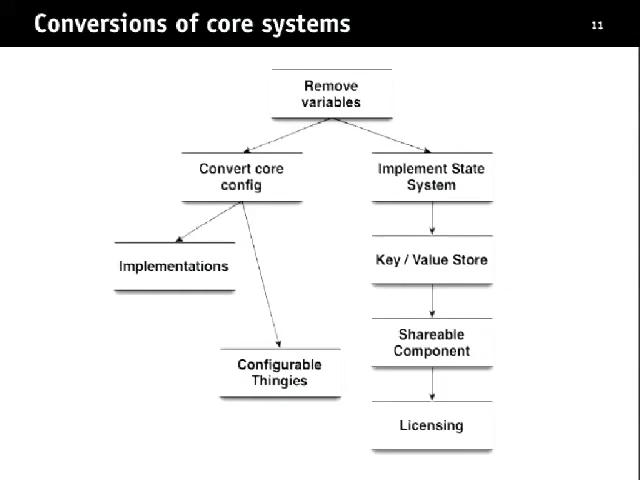 Conversions of core systems
11
Remove
variables
Convert core
config
Implement State
System
Implementations
Key / Value Store
Shareable
Component
Configurable
Thingies
Licensing